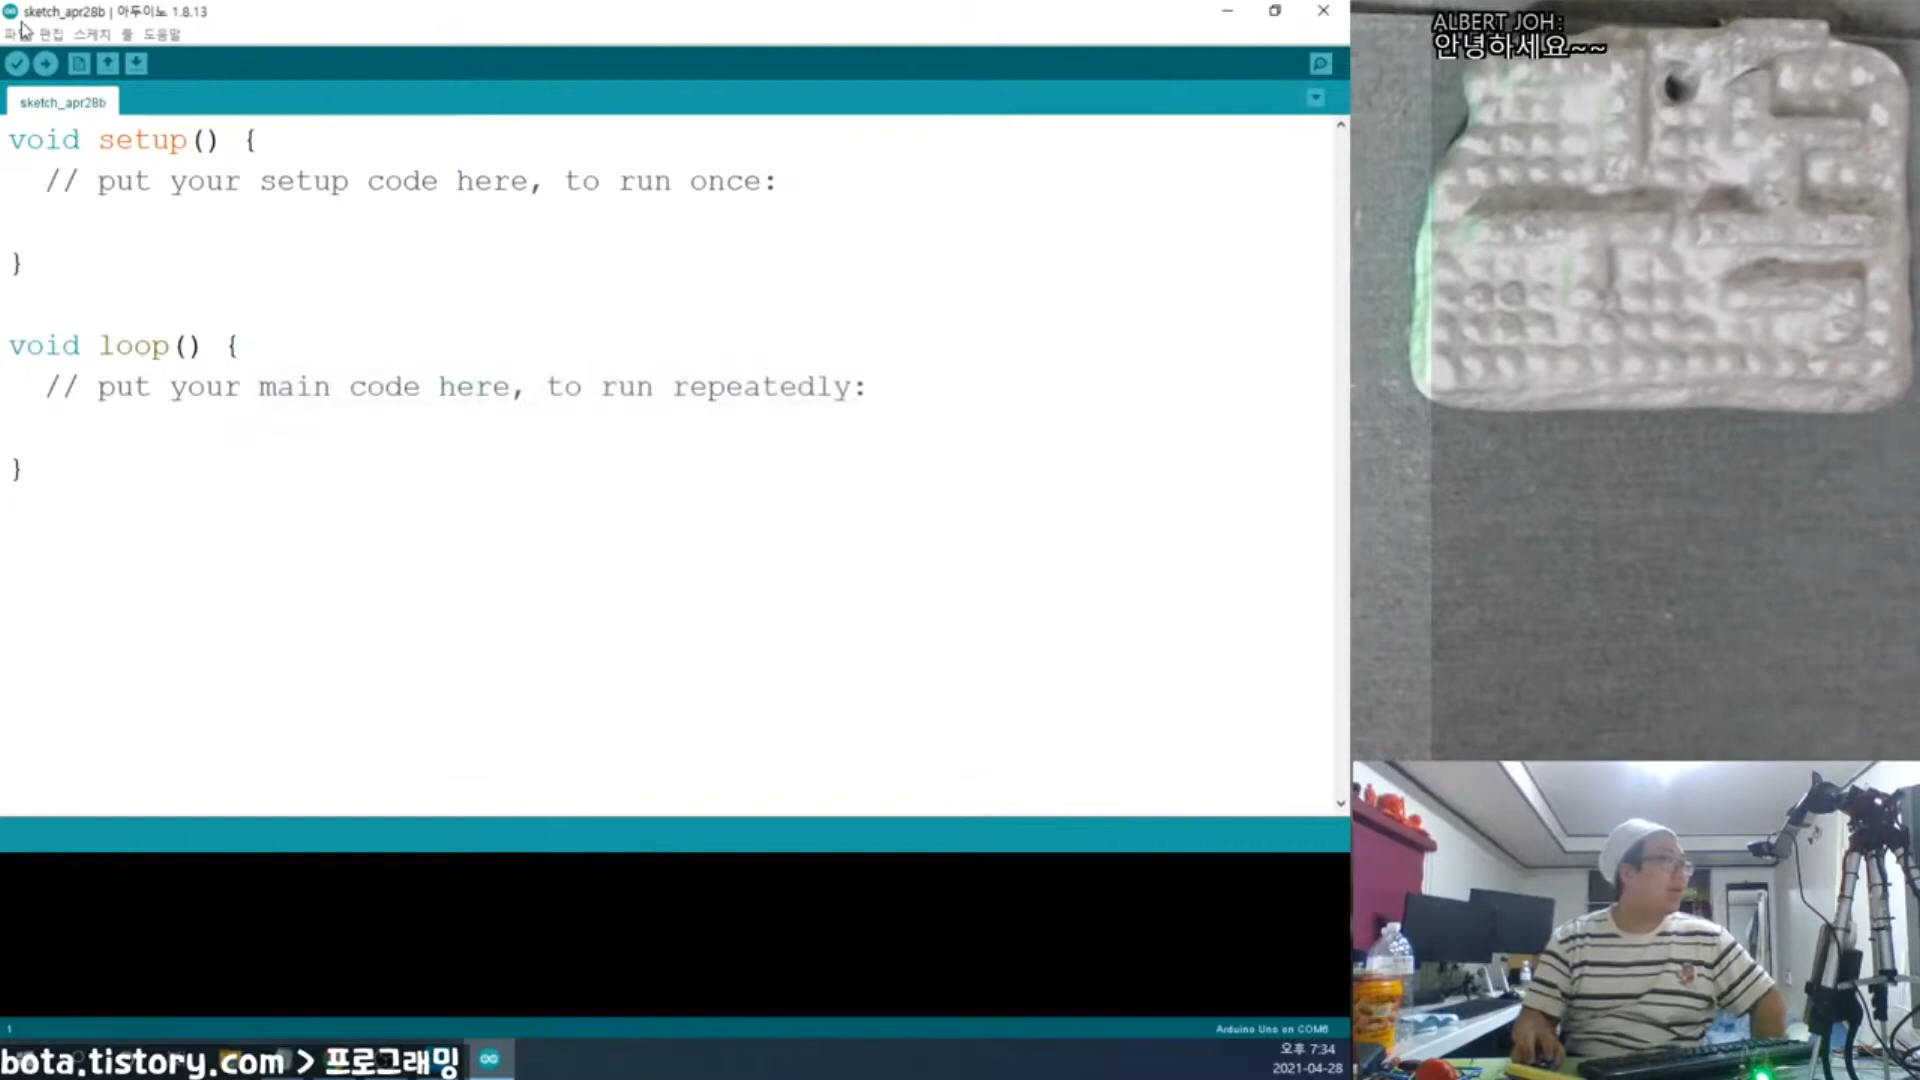 sketch_apr28b | 아두이노 1.8.13
편집 스케치 툴 도움말
sketch_apr28b
void setup() {
// put your setup code here, to run once:
}
void loop() {
// put your main code here, to run repeatedly:
}
1
Arduino Uno on COM6
bota.tistory.com > 프로그래밍
오후 7:34
2021-04-28
ALBERT JOH:
안녕하세요~~